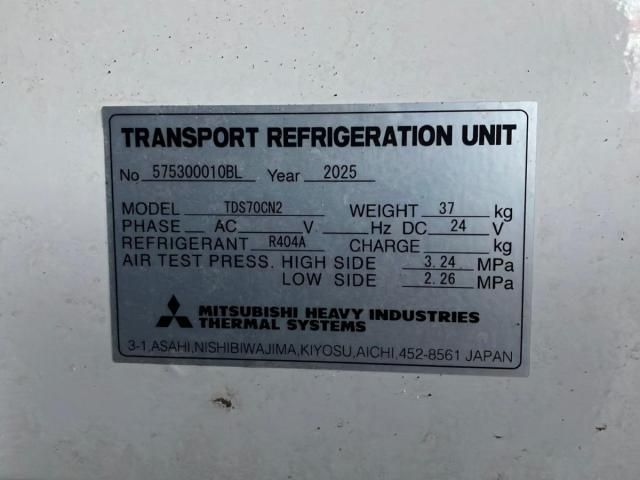 TRANSPORT REFRIGERATION UNIT
No 575300010BL Year 2025
MODEL TDS70CN2 WEIGHT 37 kg
PHASE AC V Hz DC 24 V
REFRIGERANT R404A CHARGE kg
AIR TEST PRESS. HIGH SIDE 3.24 MPa
LOW SIDE 2.26 MPa
MITSUBISHI HEAVY INDUSTRIES
THERMAL SYSTEMS
3-1,ASAHI,NISHIBIWAJIMA,KIYOSU,AICHI,452-8561 JAPAN